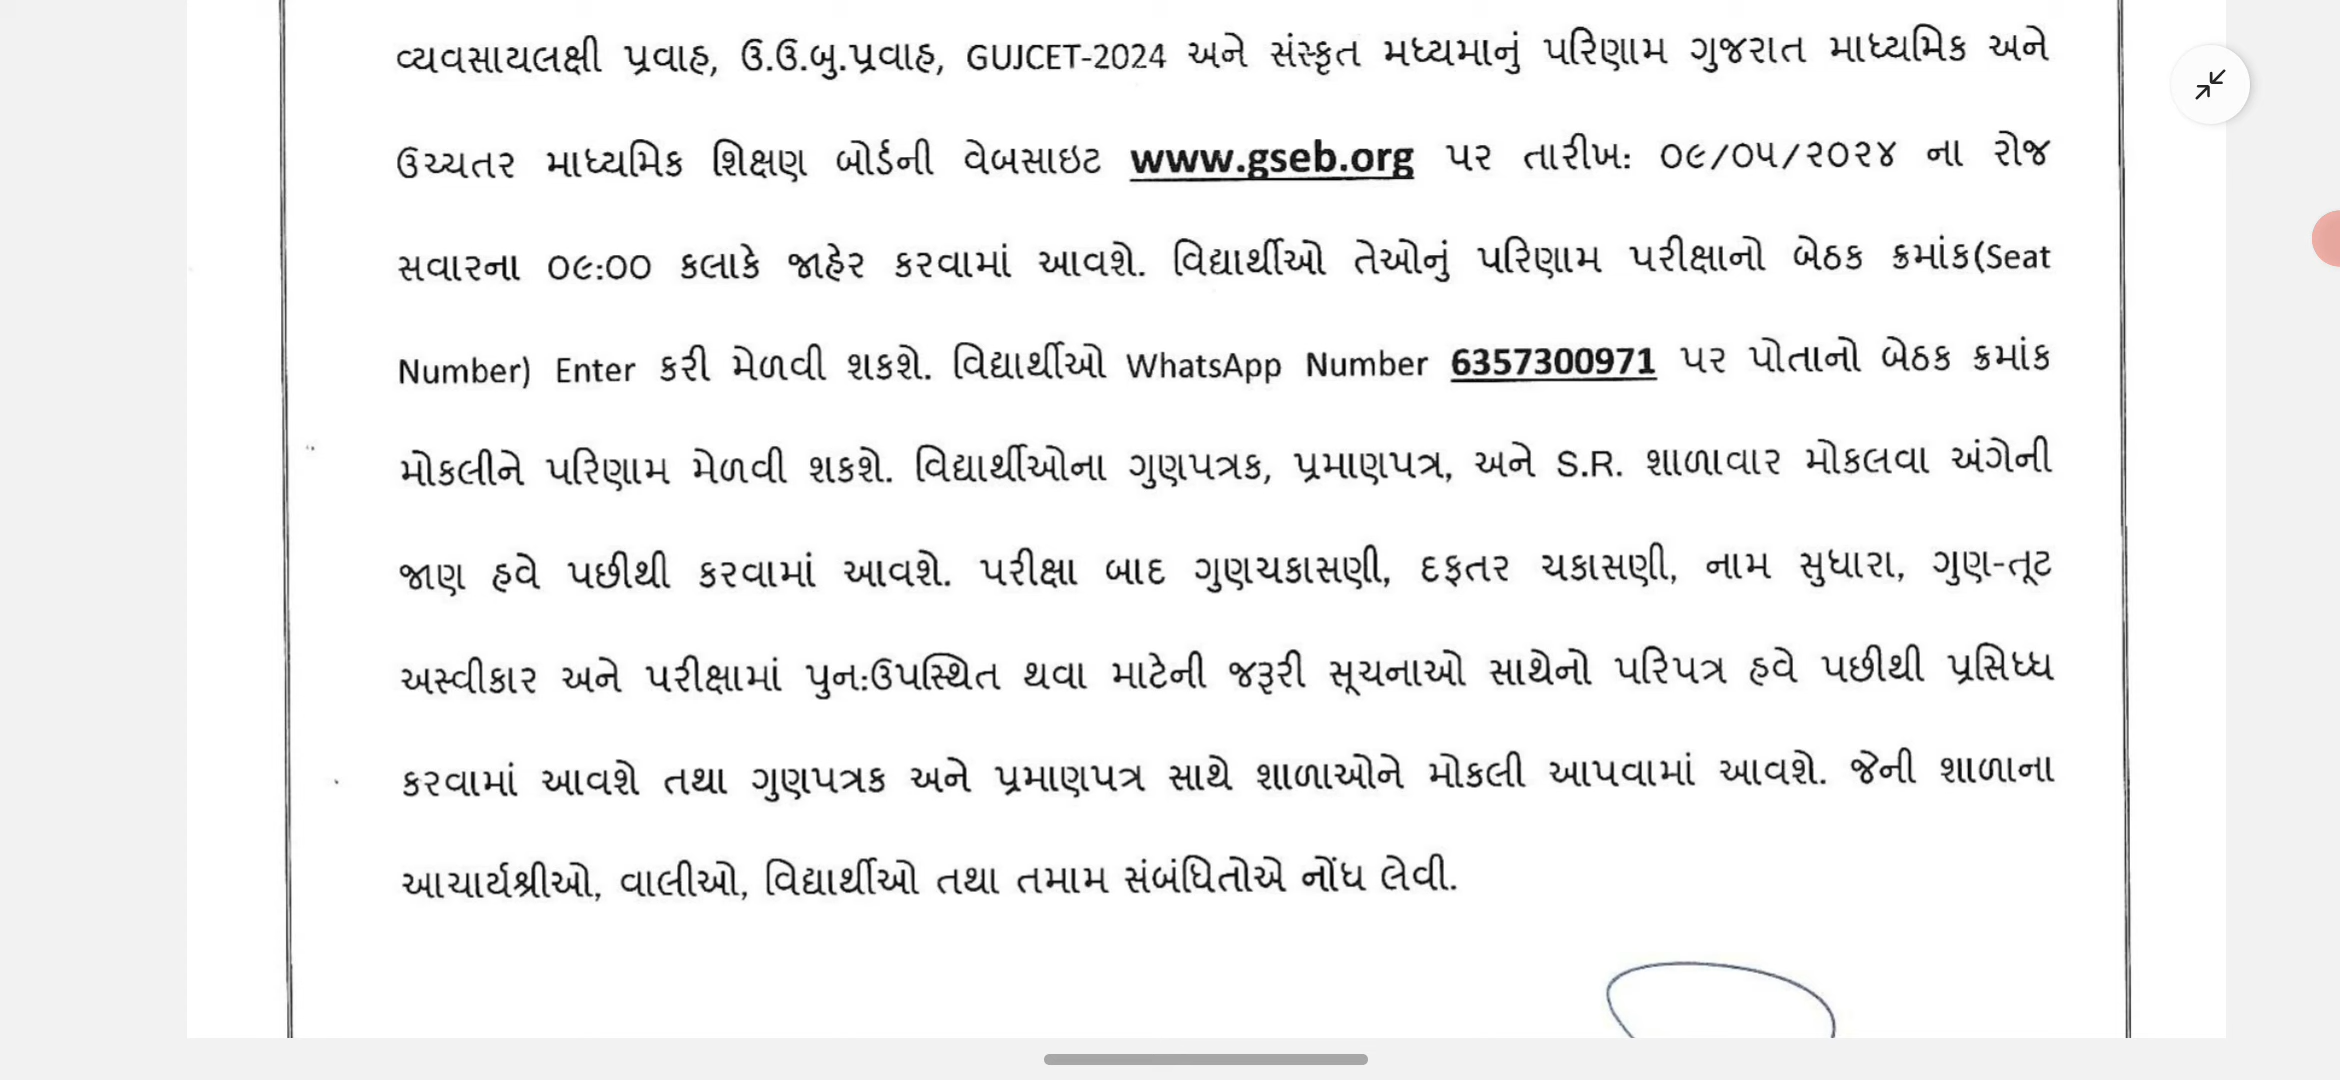 વ્યવસાયલક્ષી પ્રવાહ, ઉ.ઉ.બુ.પ્રવાહ, GUJCET-2024 અને સંસ્કૃત મધ્યમાનું પરિણામ ગુજરાત માધ્યમિક અને
ઉચ્ચતર માધ્યમિક શિક્ષણ બોર્ડની વેબસાઇટ www.gseb.org પર તારીખ: ૦૯/૦૫/૨૦૨૪ ના રોજ
સવારના ૦૯:૦૦ કલાકે જાહેર કરવામાં આવશે. વિદ્યાર્થીઓ તેઓનું પરિણામ પરીક્ષાનો બેઠક ક્રમાંક(Seat
Number) Enter કરી મેળવી શકશે. વિદ્યાર્થીઓ WhatsApp Number 6357300971 પર પોતાનો બેઠક ક્રમાંક
મોકલીને પરિણામ મેળવી શકશે. વિદ્યાર્થીઓના ગુણપત્રક, પ્રમાણપત્ર, અને S.R. શાળાવાર મોકલવા અંગેની
જાણ હવે પછીથી કરવામાં આવશે. પરીક્ષા બાદ ગુણચકાસણી, દફતર ચકાસણી, નામ સુધારા, ગુણ-તૂટ
અસ્વીકાર અને પરીક્ષામાં પુન:ઉપસ્થિત થવા માટેની જરૂરી સૂચનાઓ સાથેનો પરિપત્ર હવે પછીથી પ્રસિધ્ધ
કરવામાં આવશે તથા ગુણપત્રક અને પ્રમાણપત્ર સાથે શાળાઓને મોકલી આપવામાં આવશે. જેની શાળાના
આચાર્યશ્રીઓ, વાલીઓ, વિદ્યાર્થીઓ તથા તમામ સંબંધિતોએ નોંધ લેવી.